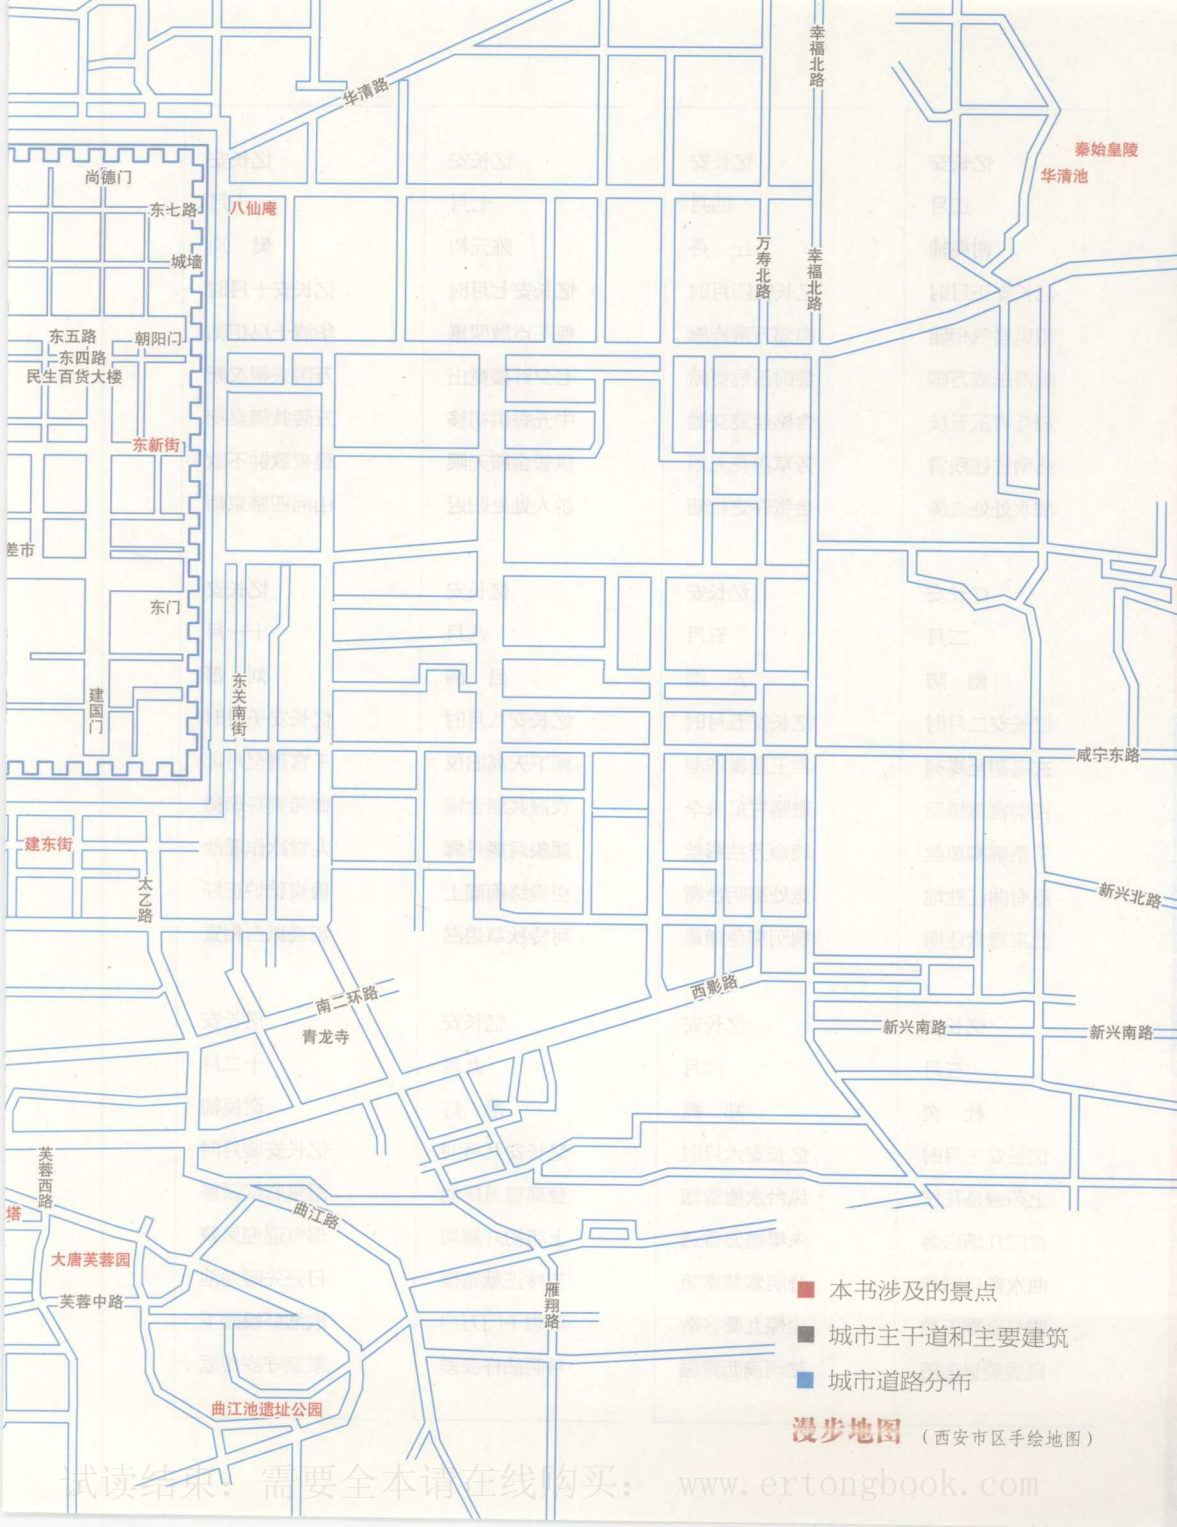 幸福北路
华清路
秦始皇陵
华清池
尚德门
东七路
八仙庵
城墙
万寿北路
幸福北路
东五路
朝阳门
东四路
民生百货大楼
东新街
差市
东门
建国门
东关南街
咸宁东路
建东街
太乙路
新兴北路
南二环路
西影路
青龙寺
新兴南路
新兴南路
芙蓉西路
塔
曲江路
大唐芙蓉园
芙蓉中路
雁翔路
本书涉及的景点
城市主干道和主要建筑
城市道路分布
曲江池遗址公园
漫步地图（西安市区手绘地图）
试读结束：需要全本请在线购买： www.ertongbook.com